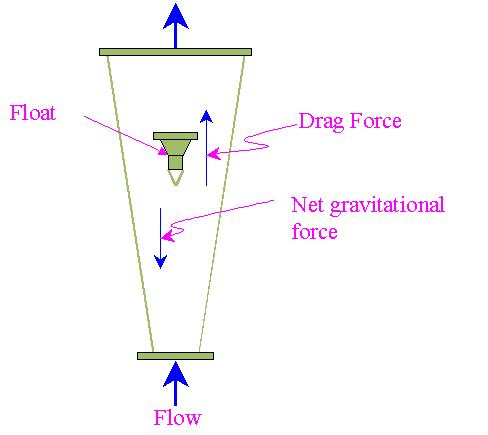 Float
Drag Force
Net gravitational
force
Flow